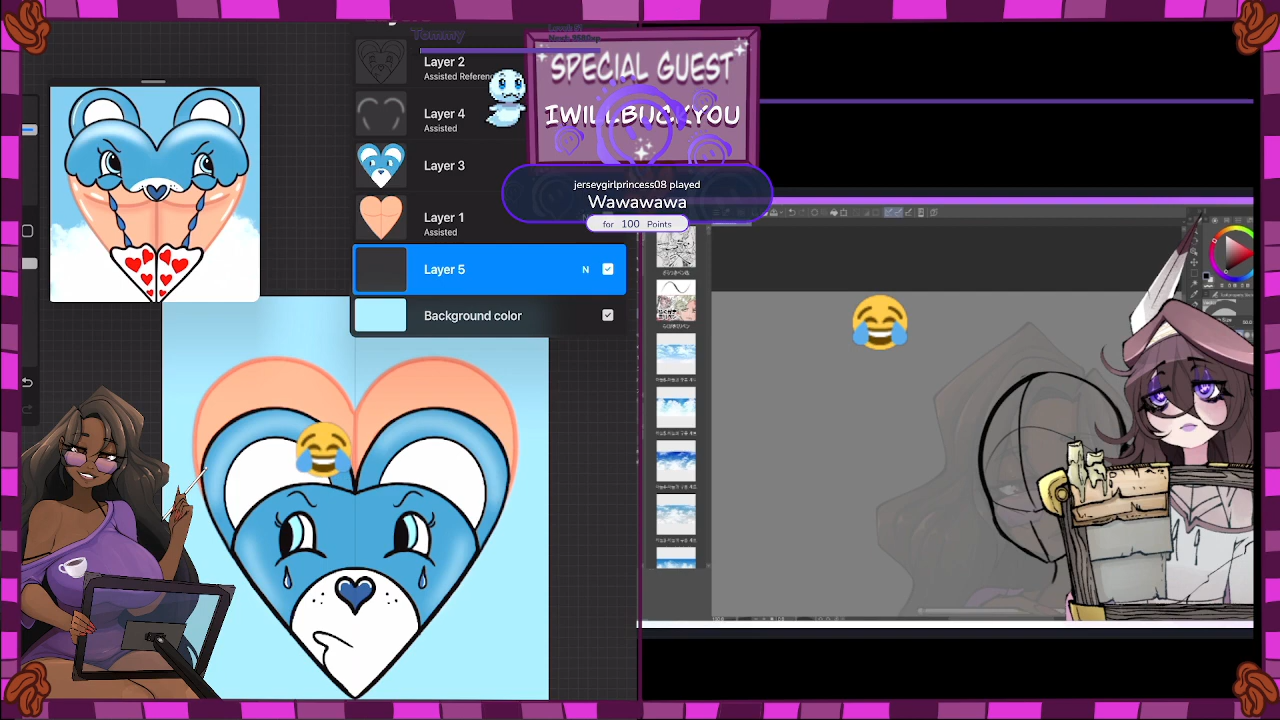 Tommy
Layer 2
Assisted Reference
Layer 4
Assisted
Layer 3
Layer 1
Assisted
Layer 5
N
Background color
SPECIAL GUEST
IWILLBUCKYOU
jerseygirlprincess08 played
Wawawawa
for 100 Points